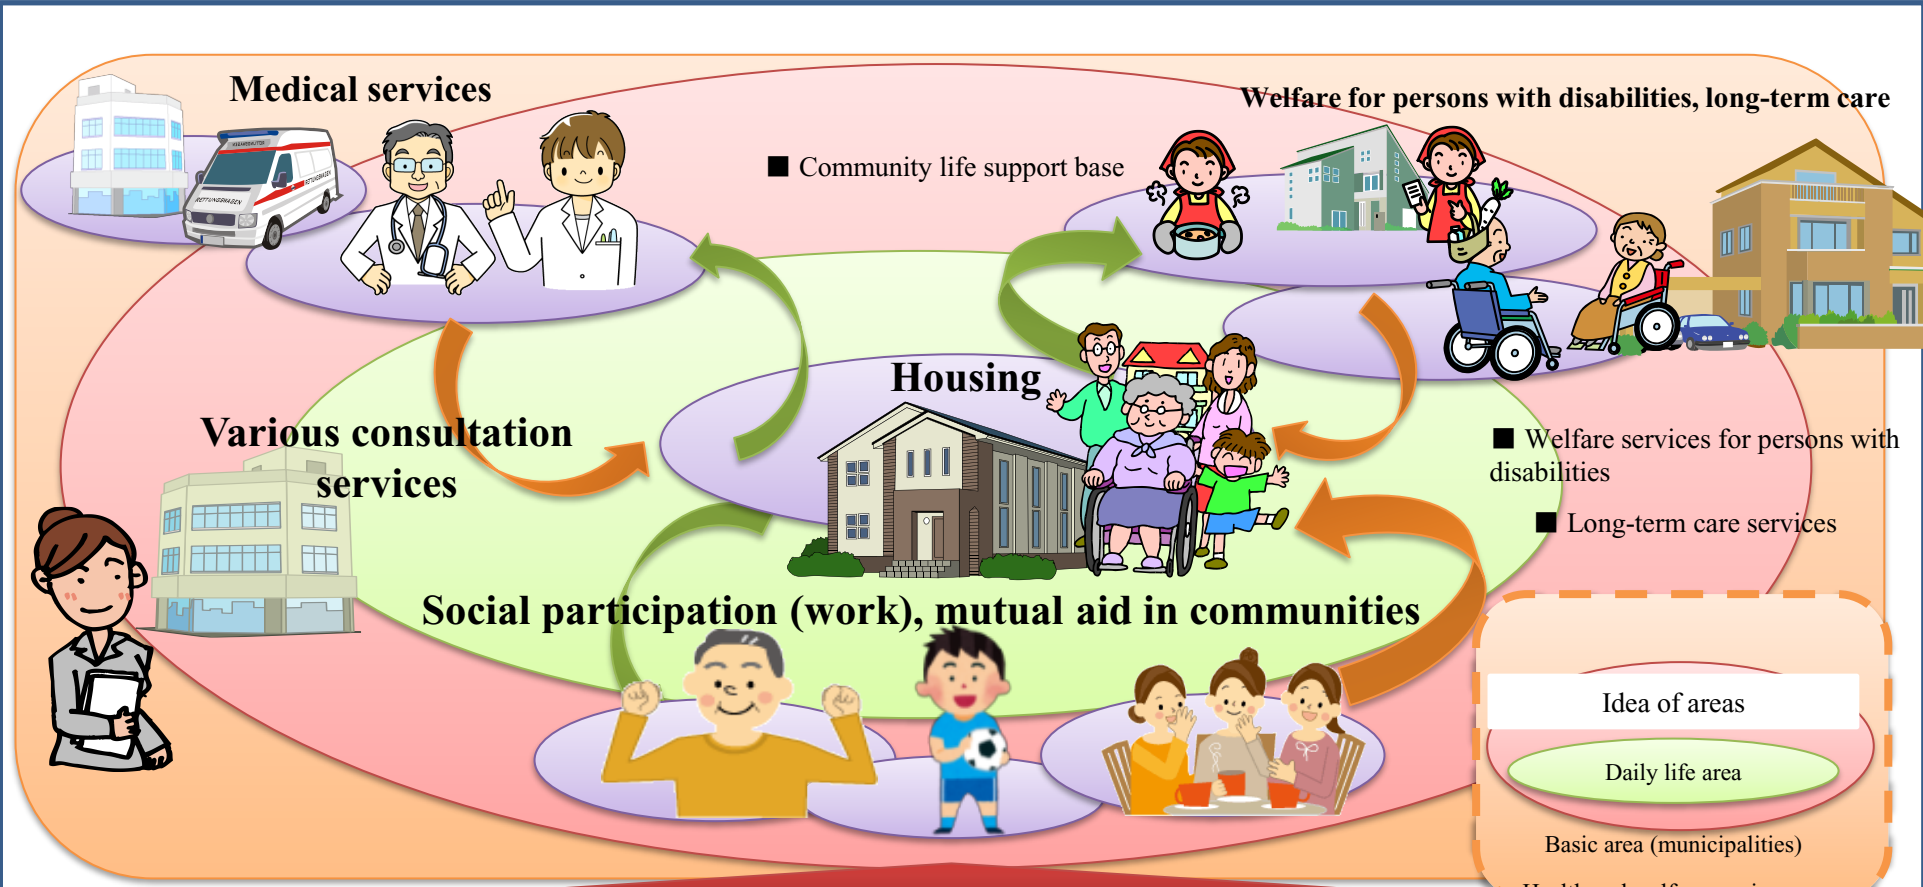 Medical services
Welfare for persons with disabilities, long-term care
■ Community life support base
RETTUNGSWAGEN
RETTUNGSWAGEN
Housing
Various consultation
services
■ Welfare services for persons with
disabilities
■ Long-term care services
Social participation (work), mutual aid in communities
Idea of areas
Daily life area
Basic area (municipalities)